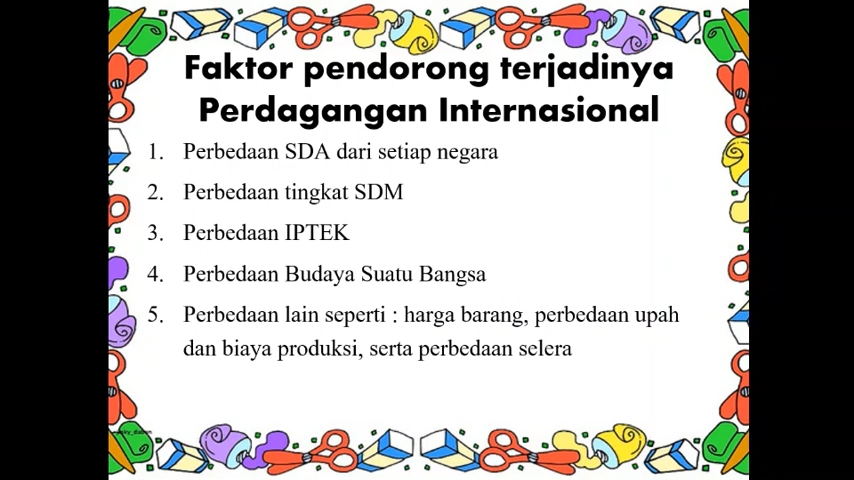 Faktor pendorong terjadinya
Perdagangan Internasional
1. Perbedaan SDA dari setiap negara
2. Perbedaan tingkat SDM
3. Perbedaan IPTEK
4. Perbedaan Budaya Suatu Bangsa
5. Perbedaan lain seperti : harga barang, perbedaan upah
dan biaya produksi, serta perbedaan selera